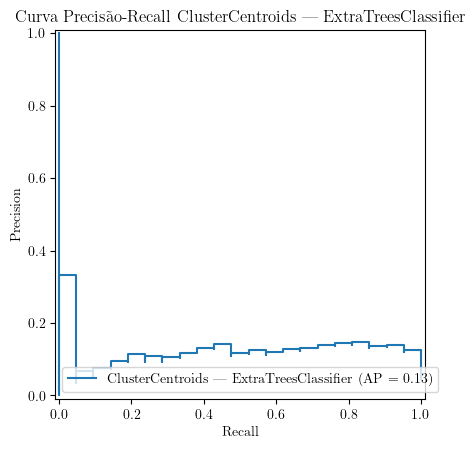 Curva Precisão-Recall ClusterCentroids — ExtraTreesClassifier
1.0
0.8
0.6
0.4
0.2
0.0
Precision
ClusterCentroids — ExtraTreesClassifier (AP = 0.13)
0.0 0.2 0.4 0.6 0.8 1.0
Recall